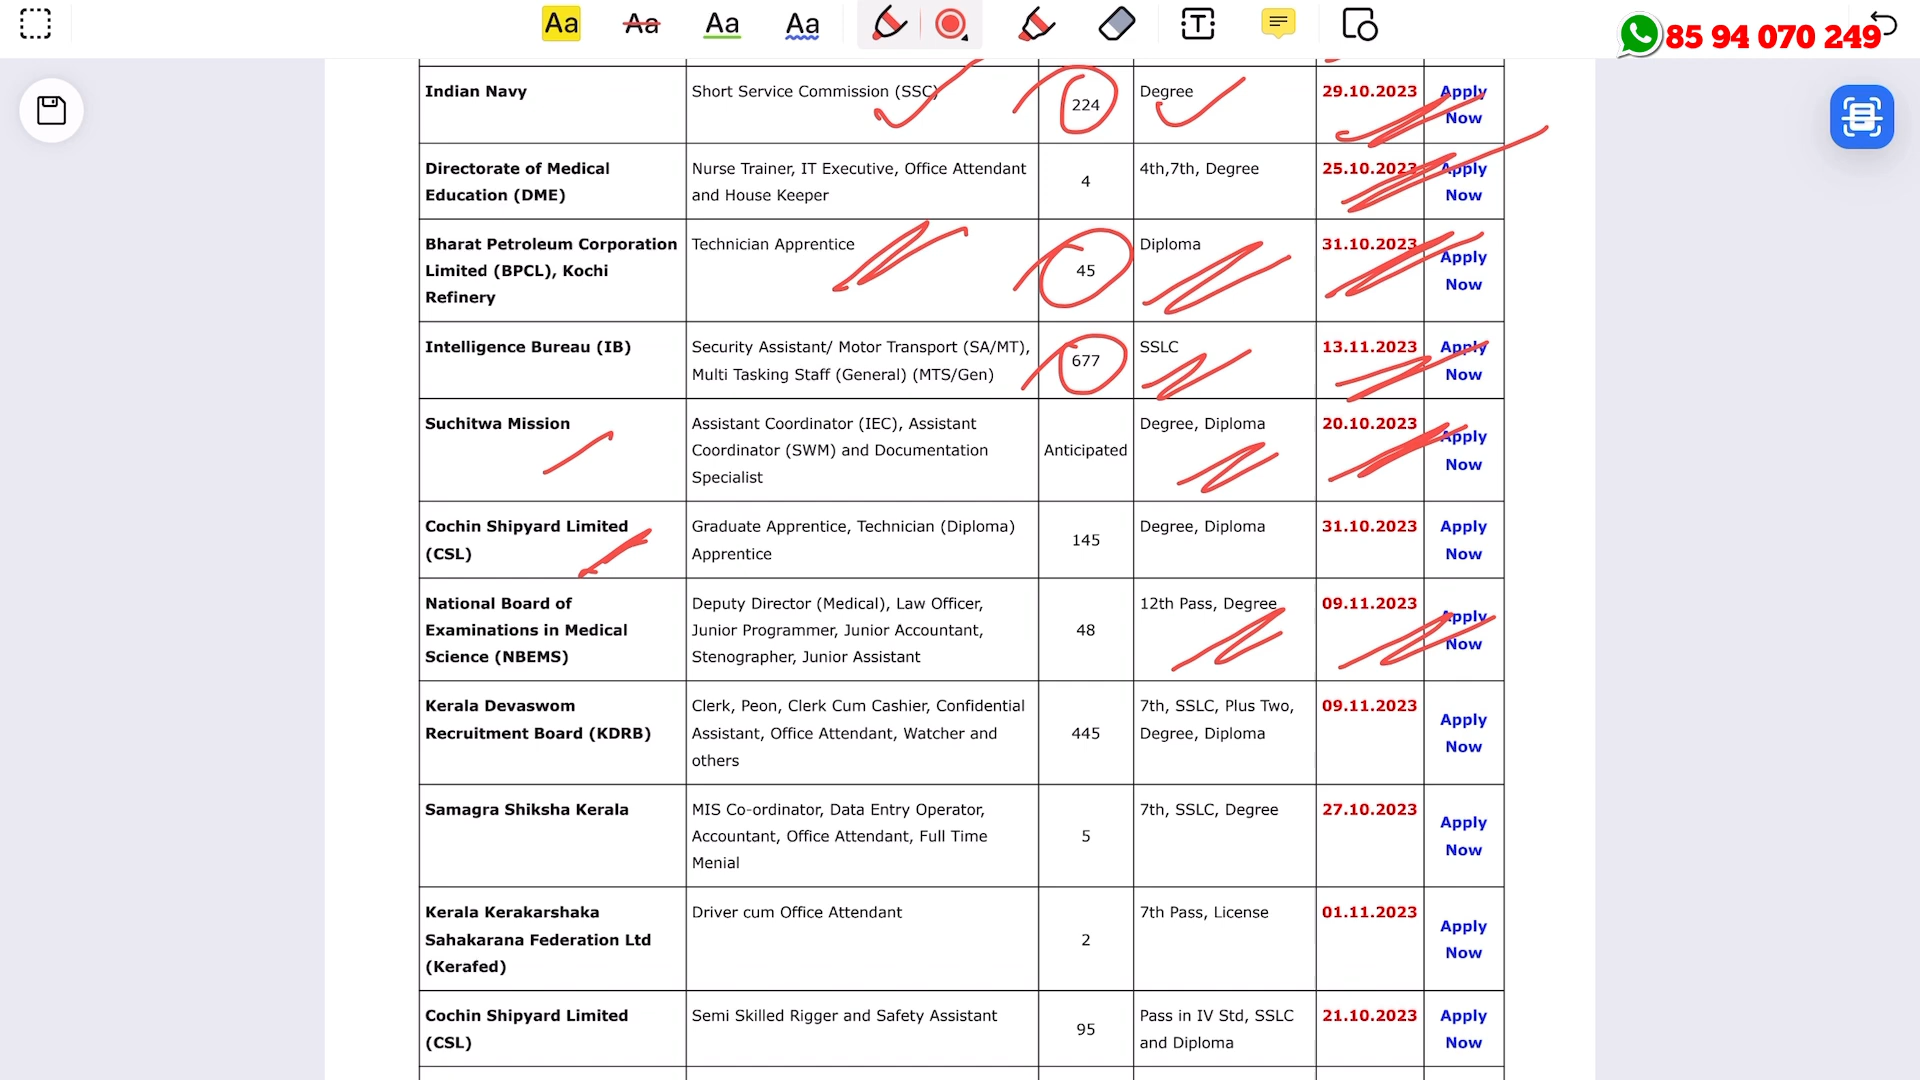 Aa Aa Aa Aa
85 94 070 249
Indian Navy
Short Service Commission (SSC)
224
Degree
29.10.2023
Apply
Now
Directorate of Medical
Education (DME)
Nurse Trainer, IT Executive, Office Attendant
and House Keeper
4
4th,7th, Degree
25.10.2023
Apply
Now
Bharat Petroleum Corporation
Limited (BPCL), Kochi
Refinery
Technician Apprentice
45
Diploma
31.10.2023
Apply
Now
Intelligence Bureau (IB)
Security Assistant/ Motor Transport (SA/MT),
Multi Tasking Staff (General) (MTS/Gen)
677
SSLC
13.11.2023
Apply
Now
Suchitwa Mission
Assistant Coordinator (IEC), Assistant
Coordinator (SWM) and Documentation
Specialist
Anticipated
Degree, Diploma
20.10.2023
Apply
Now
Cochin Shipyard Limited
(CSL)
Graduate Apprentice, Technician (Diploma)
Apprentice
145
Degree, Diploma
31.10.2023
Apply
Now
National Board of
Examinations in Medical
Science (NBEMS)
Deputy Director (Medical), Law Officer,
Junior Programmer, Junior Accountant,
Stenographer, Junior Assistant
48
12th Pass, Degree
09.11.2023
Apply
Now
Kerala Devaswom
Recruitment Board (KDRB)
Clerk, Peon, Clerk Cum Cashier, Confidential
Assistant, Office Attendant, Watcher and
others
445
7th, SSLC, Plus Two,
Degree, Diploma
09.11.2023
Apply
Now
Samagra Shiksha Kerala
MIS Co-ordinator, Data Entry Operator,
Accountant, Office Attendant, Full Time
Menial
5
7th, SSLC, Degree
27.10.2023
Apply
Now
Kerala Kerakarshaka
Sahakarana Federation Ltd
(Kerafed)
Driver cum Office Attendant
2
7th Pass, License
01.11.2023
Apply
Now
Cochin Shipyard Limited
(CSL)
Semi Skilled Rigger and Safety Assistant
95
Pass in IV Std, SSLC
and Diploma
21.10.2023
Apply
Now